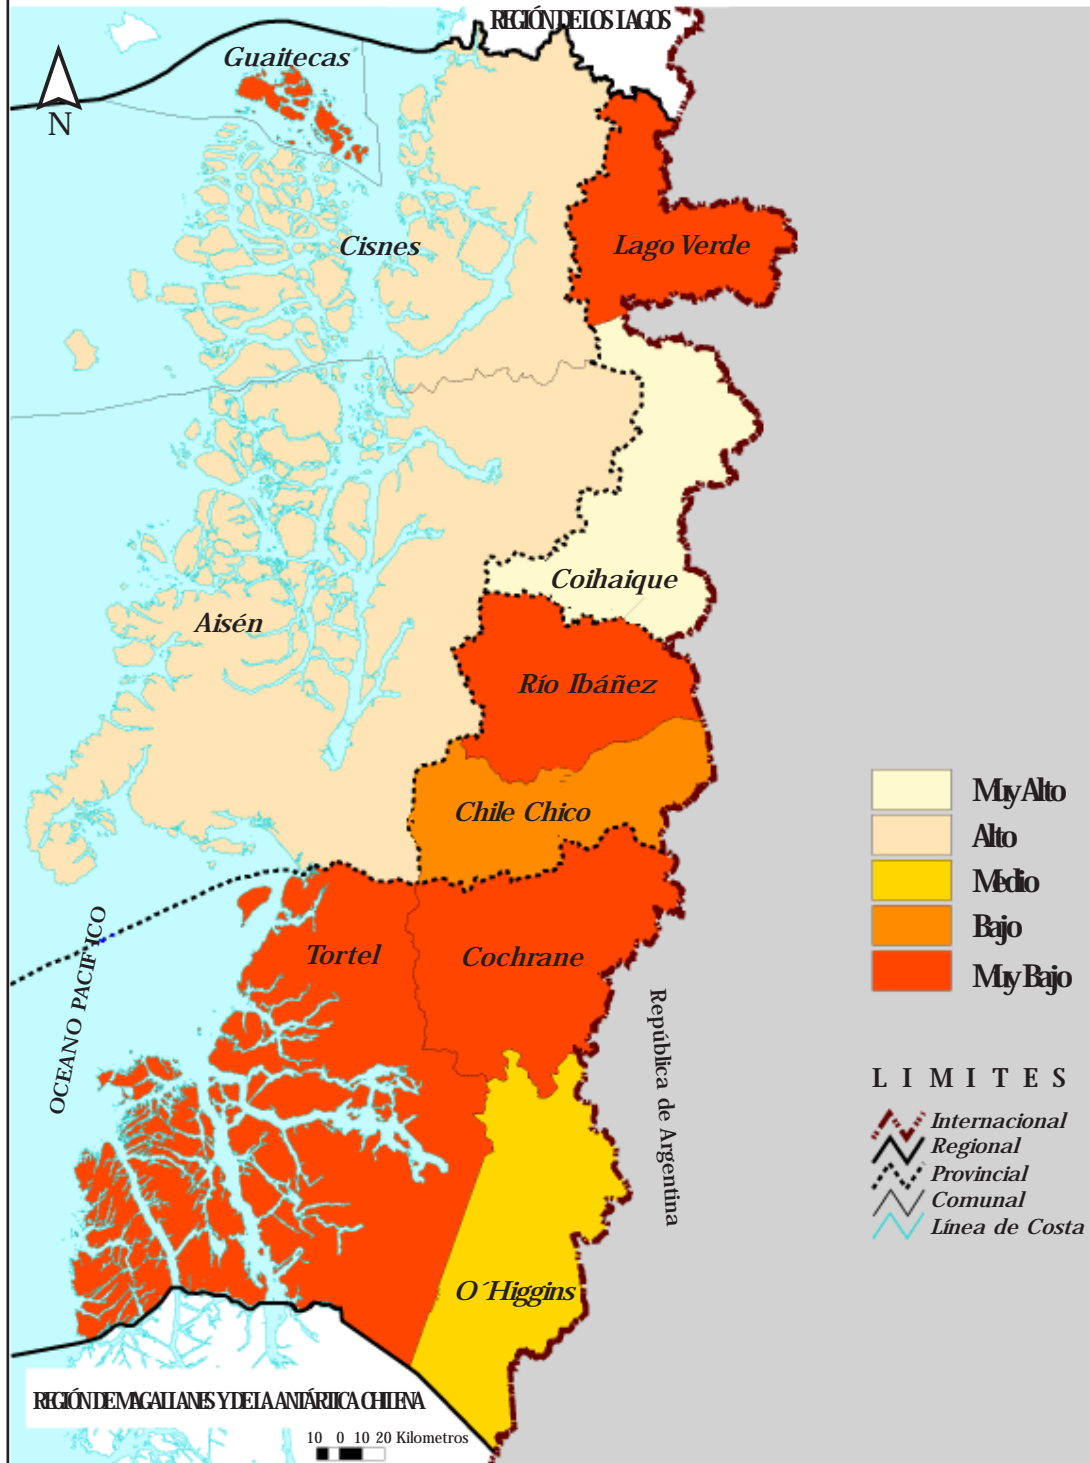 REGIÓN DE LOS LAGOS
Guaitecas
N
Cisnes
Lago Verde
Coihaique
Aisén
Río Ibáñez
Chile Chico
Muy Alto
Alto
Medio
Bajo
Muy Bajo
OCEANO PACIFICO
Tortel
Cochrane
República de Argentina
LIMITES
Internacional
Regional
Provincial
Comunal
Línea de Costa
O´Higgins
REGIÓN DE MAGALLANES Y DE LA ANTÁRTICA CHILENA
10 0 10 20 Kilometros